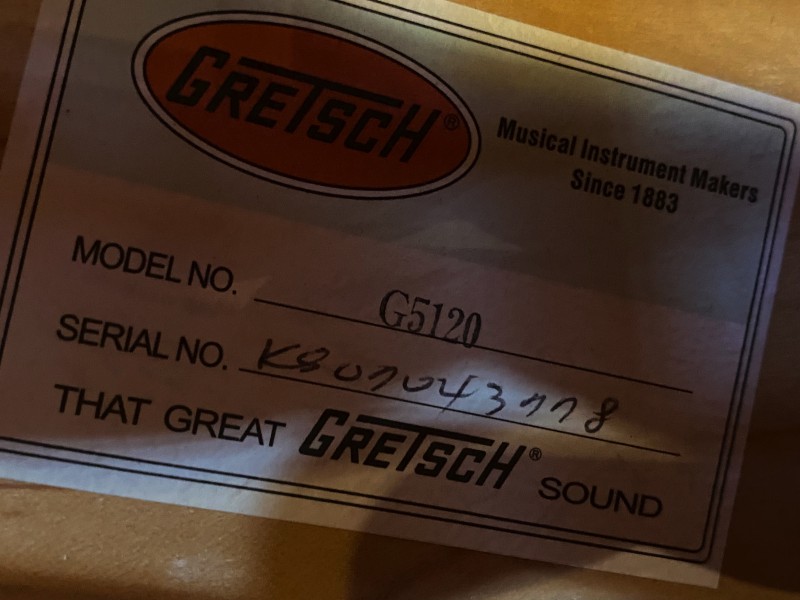 GRETSCH®
Musical Instrument Makers
Since 1883
MODEL NO. G5120
SERIAL NO. KS07043778
THAT GREAT GRETSCH® SOUND